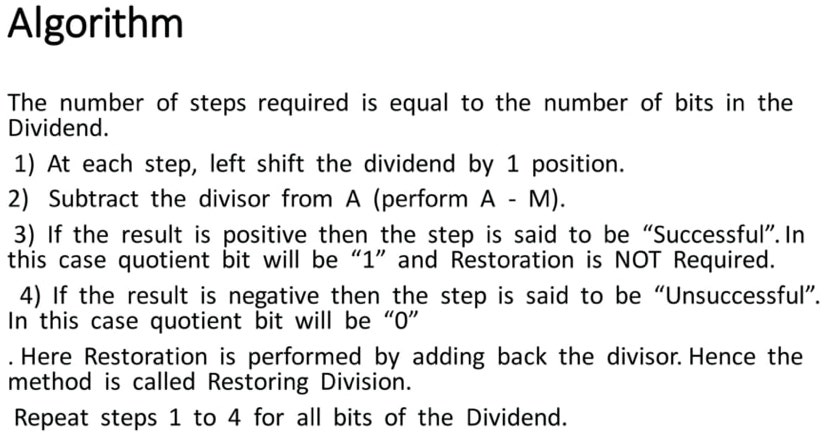 Algorithm
The number of steps required is equal to the number of bits in the
Dividend.
1) At each step, left shift the dividend by 1 position.
2) Subtract the divisor from A (perform A - M).
3) If the result is positive then the step is said to be “Successful”. In
this case quotient bit will be “1” and Restoration is NOT Required.
4) If the result is negative then the step is said to be “Unsuccessful”.
In this case quotient bit will be “0”
. Here Restoration is performed by adding back the divisor. Hence the
method is called Restoring Division.
Repeat steps 1 to 4 for all bits of the Dividend.